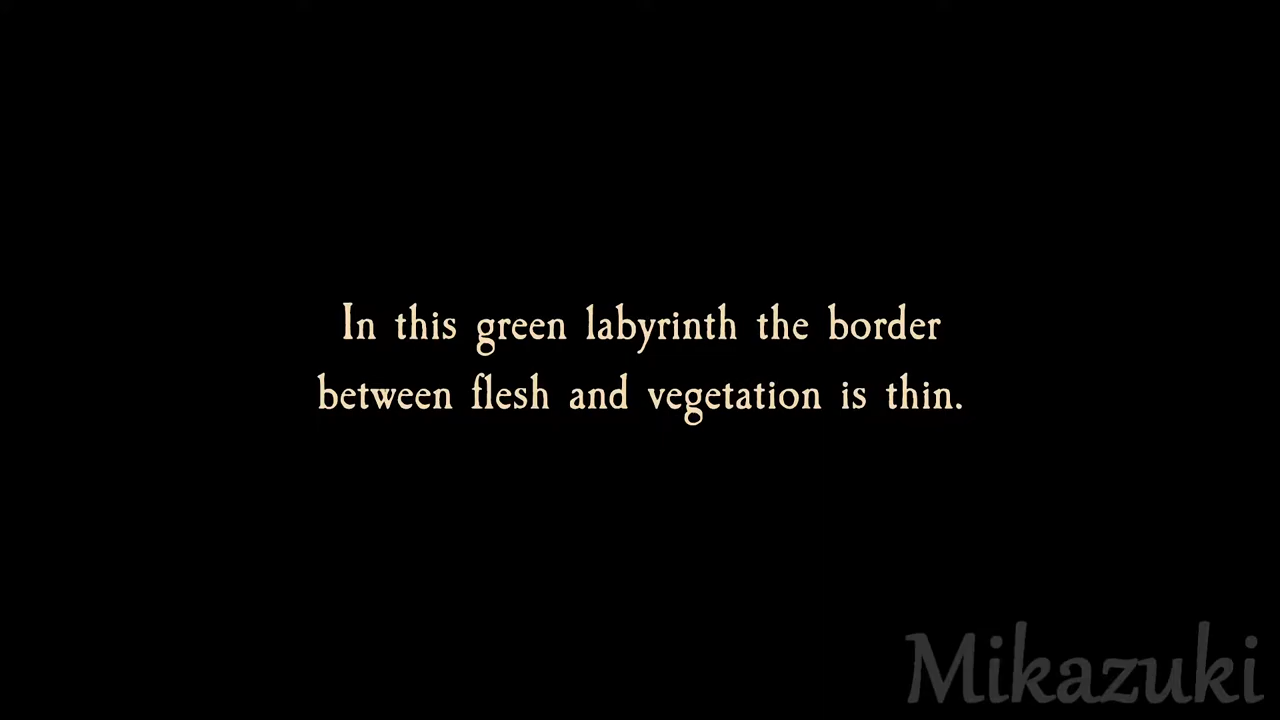 In this green labyrinth the border
between flesh and vegetation is thin.
Mikazuki